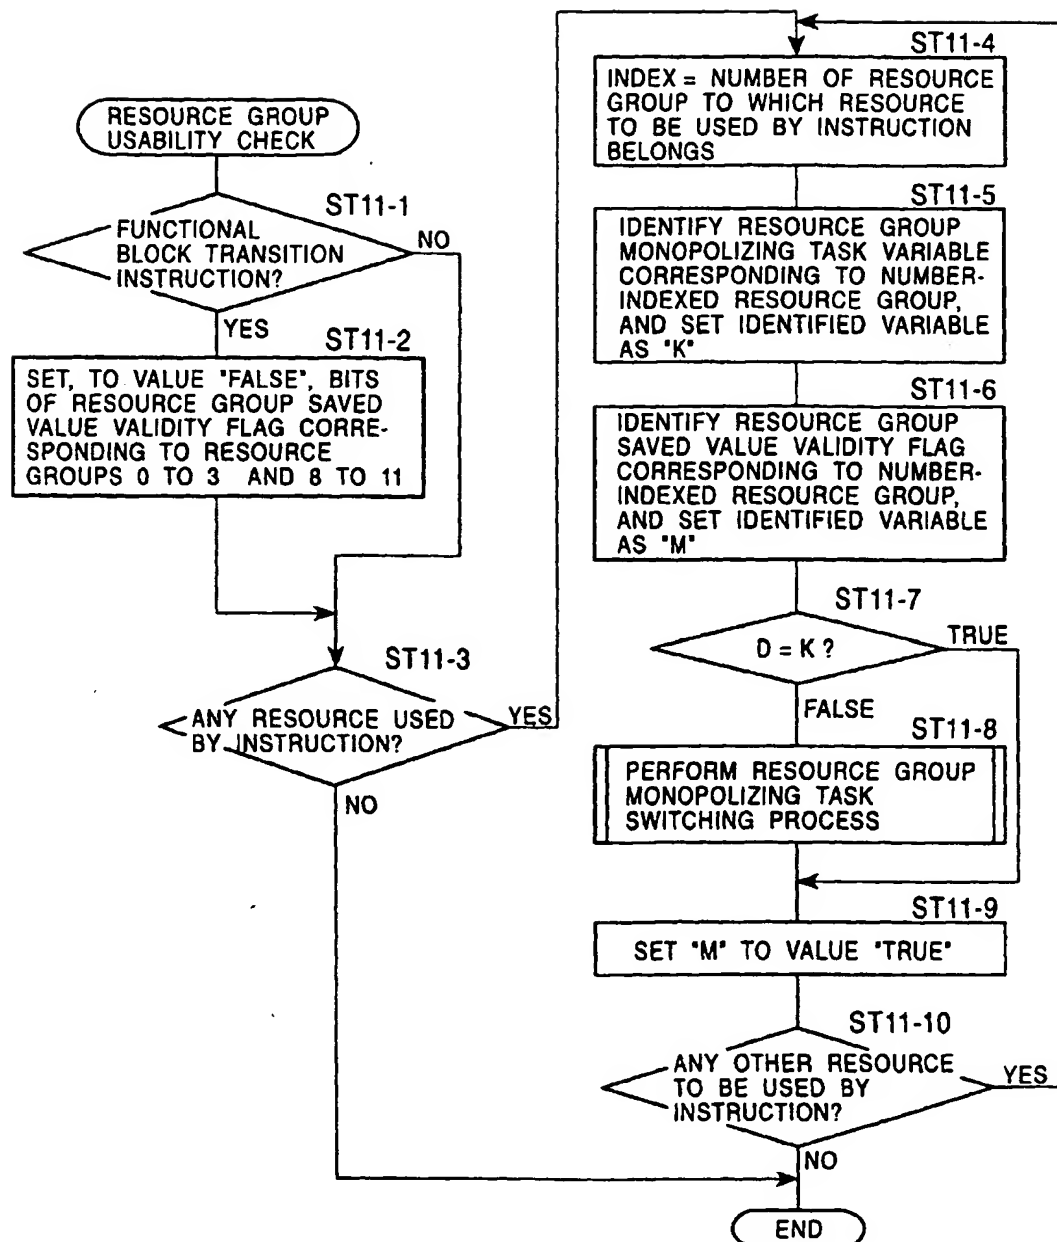 RESOURCE GROUP
USABILITY CHECK
ST11-1
FUNCTIONAL
BLOCK TRANSITION
INSTRUCTION?
NO
YES
ST11-2
SET, TO VALUE "FALSE", BITS
OF RESOURCE GROUP SAVED
VALUE VALIDITY FLAG CORRE-
SPONDING TO RESOURCE
GROUPS 0 TO 3 AND 8 TO 11
ST11-3
ANY RESOURCE USED
BY INSTRUCTION?
YES
NO
ST11-4
INDEX = NUMBER OF RESOURCE
GROUP TO WHICH RESOURCE
TO BE USED BY INSTRUCTION
BELONGS
ST11-5
IDENTIFY RESOURCE GROUP
MONOPOLIZING TASK VARIABLE
CORRESPONDING TO NUMBER-
INDEXED RESOURCE GROUP,
AND SET IDENTIFIED VARIABLE
AS "K"
ST11-6
IDENTIFY RESOURCE GROUP
SAVED VALUE VALIDITY FLAG
CORRESPONDING TO NUMBER-
INDEXED RESOURCE GROUP,
AND SET IDENTIFIED VARIABLE
AS "M"
ST11-7
D = K ?
TRUE
FALSE
ST11-8
PERFORM RESOURCE GROUP
MONOPOLIZING TASK
SWITCHING PROCESS
ST11-9
SET "M" TO VALUE "TRUE"
ST11-10
ANY OTHER RESOURCE
TO BE USED BY
INSTRUCTION?
YES
NO
END